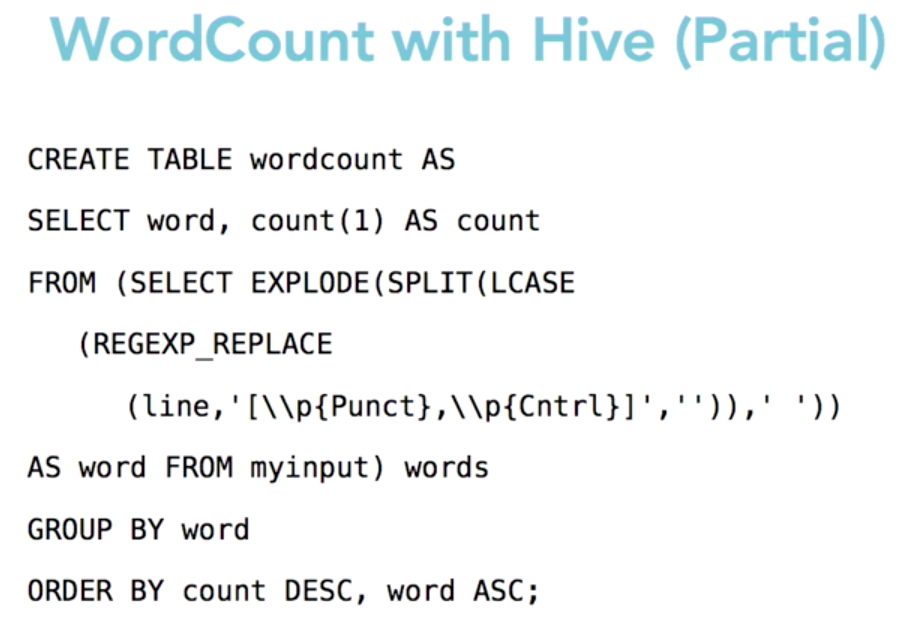 WordCount with Hive (Partial)
CREATE TABLE wordcount AS
SELECT word, count(1) AS count
FROM (SELECT EXPLODE(SPLIT(LCASE
(REGEXP_REPLACE
(line,'[\\p{Punct},\\p{Cntrl}]','')),' '))
AS word FROM myinput) words
GROUP BY word
ORDER BY count DESC, word ASC;